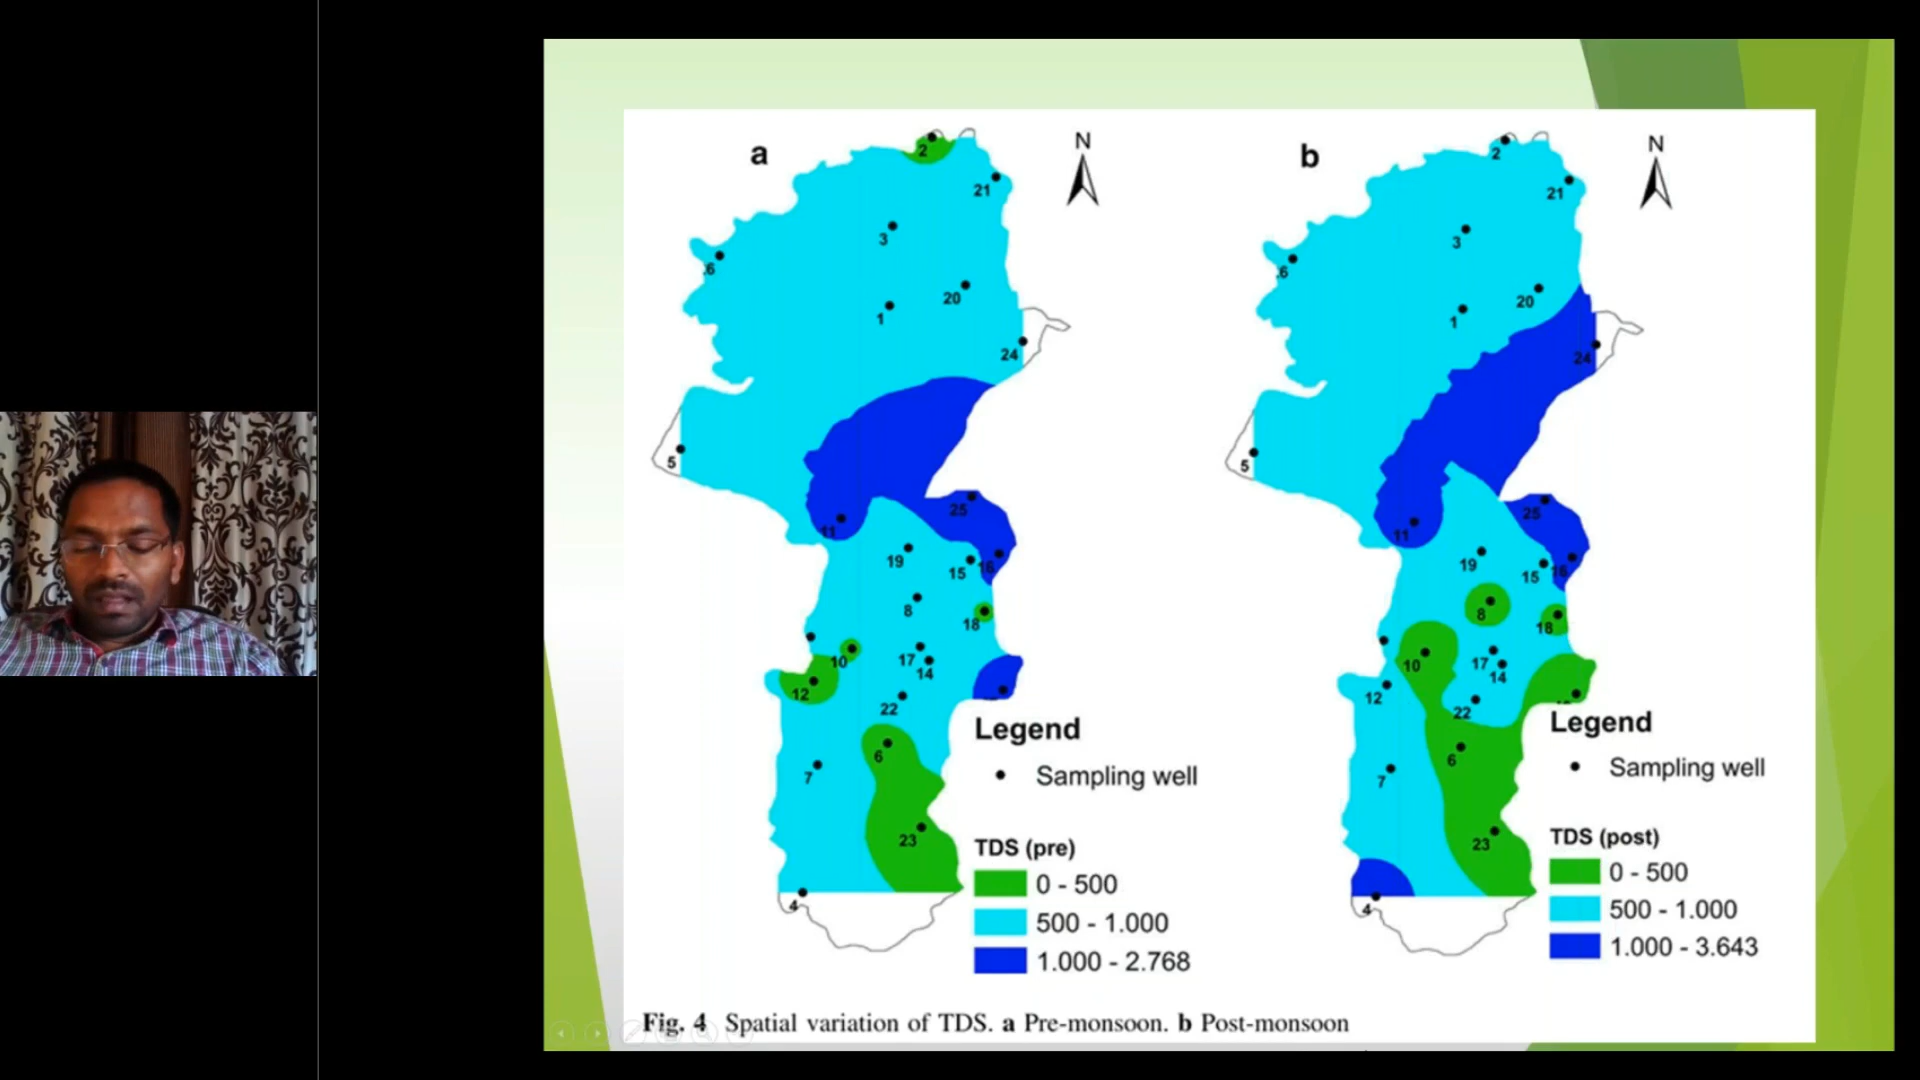 a
N
2
21
3
6
20
1
24
5
25
11
19
15
16
8
18
10
17
14
12
22
6
7
23
4
Legend
Sampling well
TDS (pre)
0 - 500
500 - 1.000
1.000 - 2.768
b
N
2
21
3
6
20
1
24
5
25
11
19
15
16
8
18
10
17
14
12
22
6
7
23
4
Legend
Sampling well
TDS (post)
0 - 500
500 - 1.000
1.000 - 3.643
Fig. 4 Spatial variation of TDS. a Pre-monsoon. b Post-monsoon